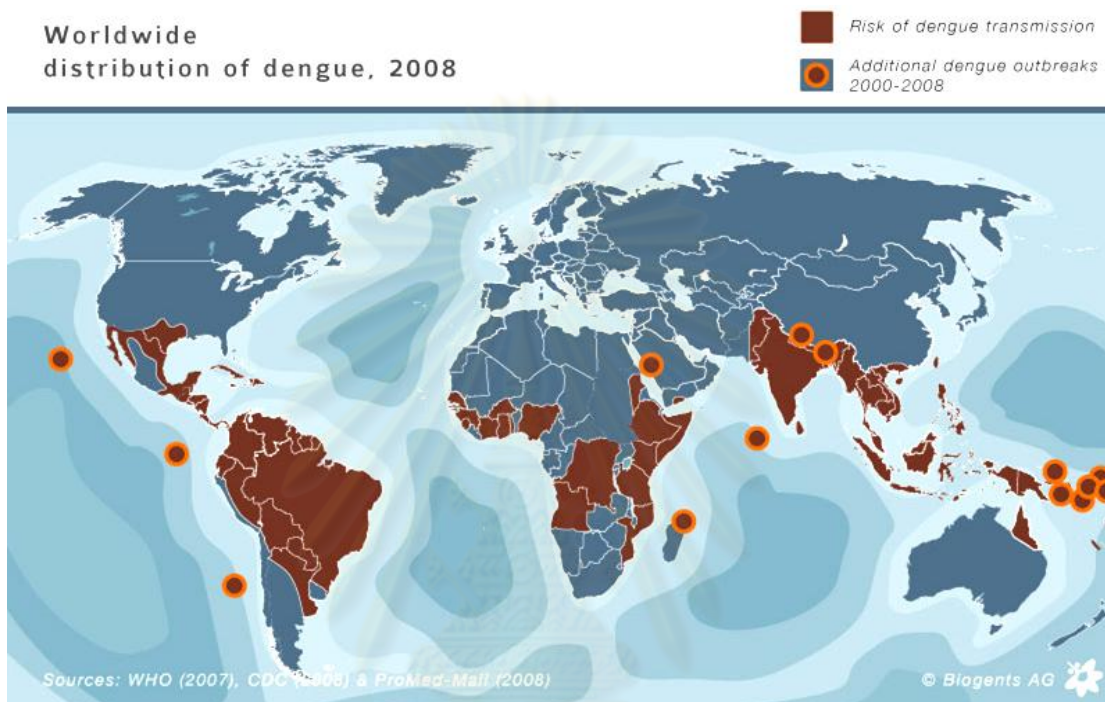 Worldwide
distribution of dengue, 2008
Risk of dengue transmission
Additional dengue outbreaks
2000-2008
Sources: WHO (2007), CDC (2008) & ProMed-Mail (2008)
© Biogents AG